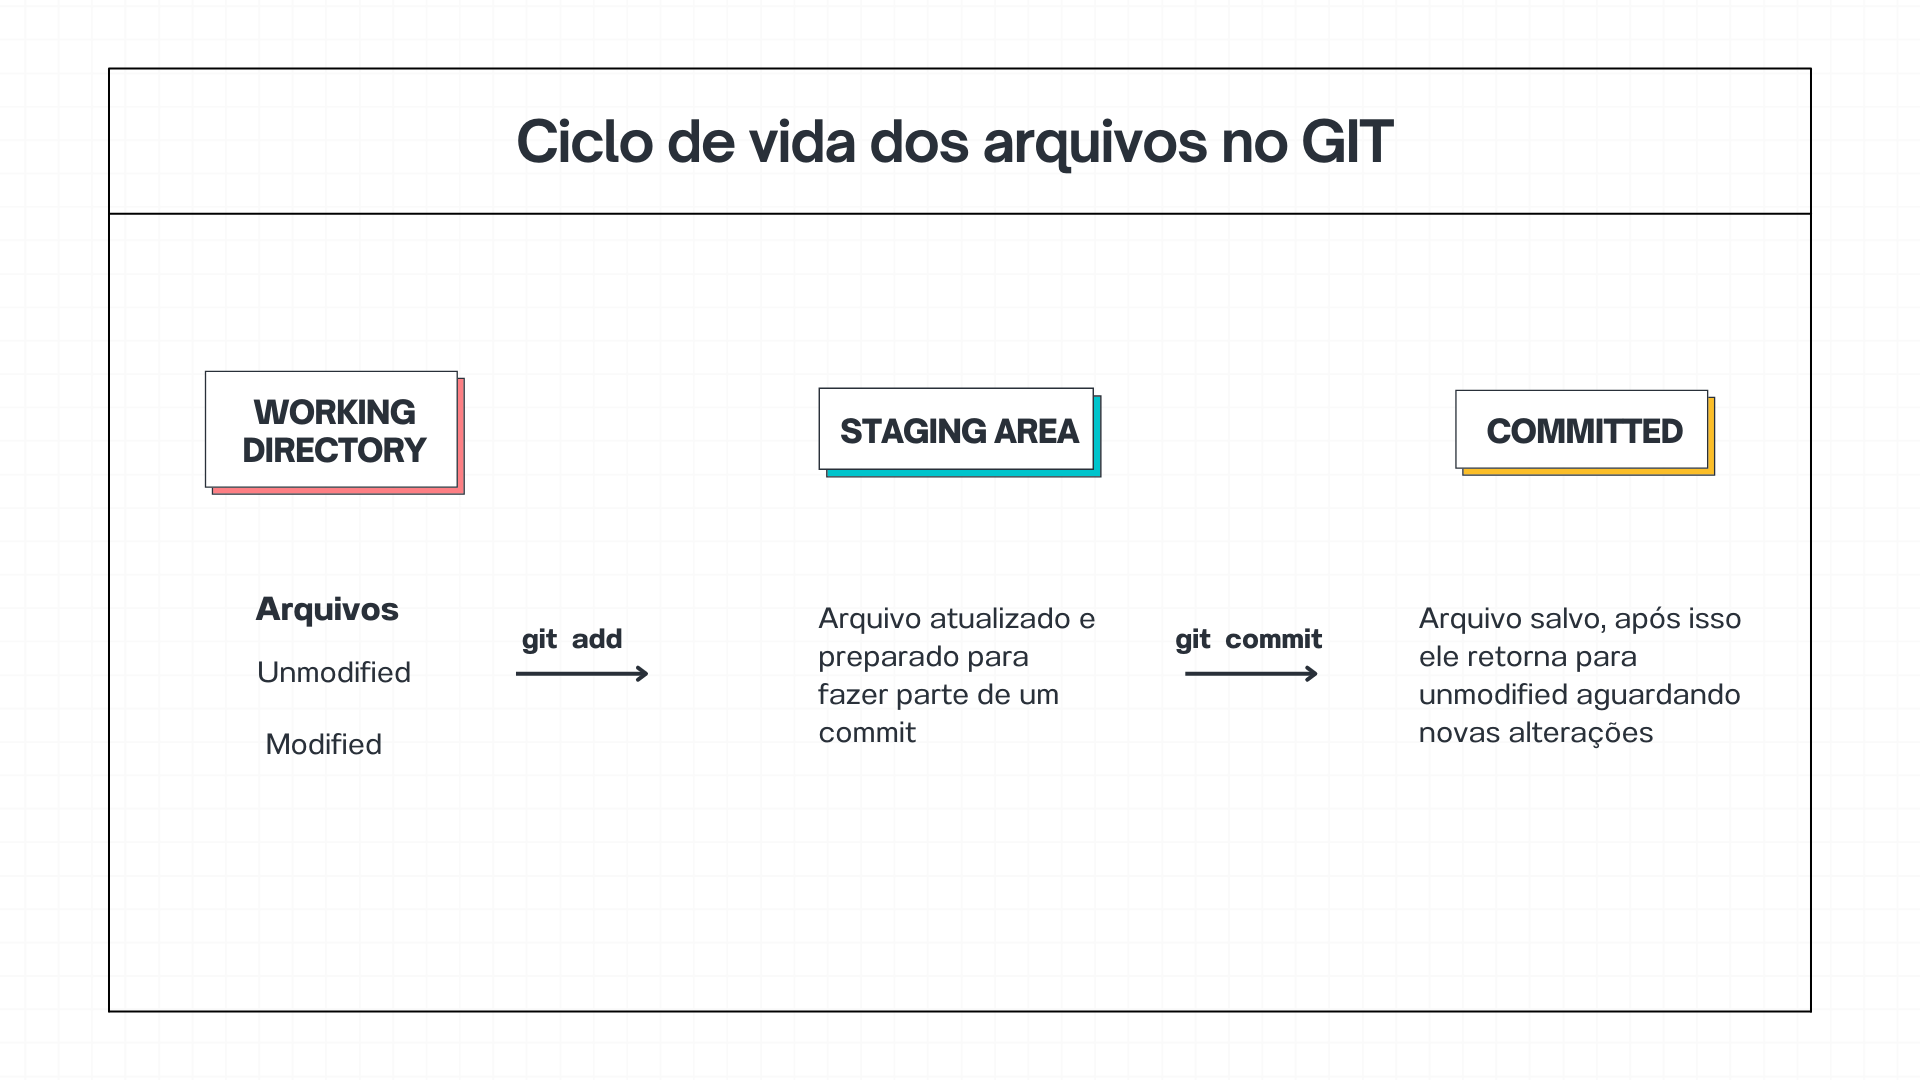 Ciclo de vida dos arquivos no GIT
WORKING
DIRECTORY
STAGING AREA
COMMITTED
Arquivos
Unmodified
Modified
git add
Arquivo atualizado e
preparado para
fazer parte de um
commit
git commit
Arquivo salvo, após isso
ele retorna para
unmodified aguardando
novas alterações